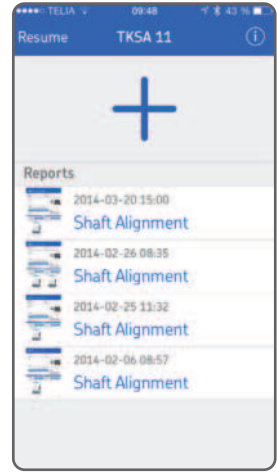 TELIA 09:48 43 %
Resume TKSA 11
Reports
2014-03-20 15:00
Shaft Alignment
2014-02-26 08:35
Shaft Alignment
2014-02-25 11:32
Shaft Alignment
2014-02-06 08:57
Shaft Alignment